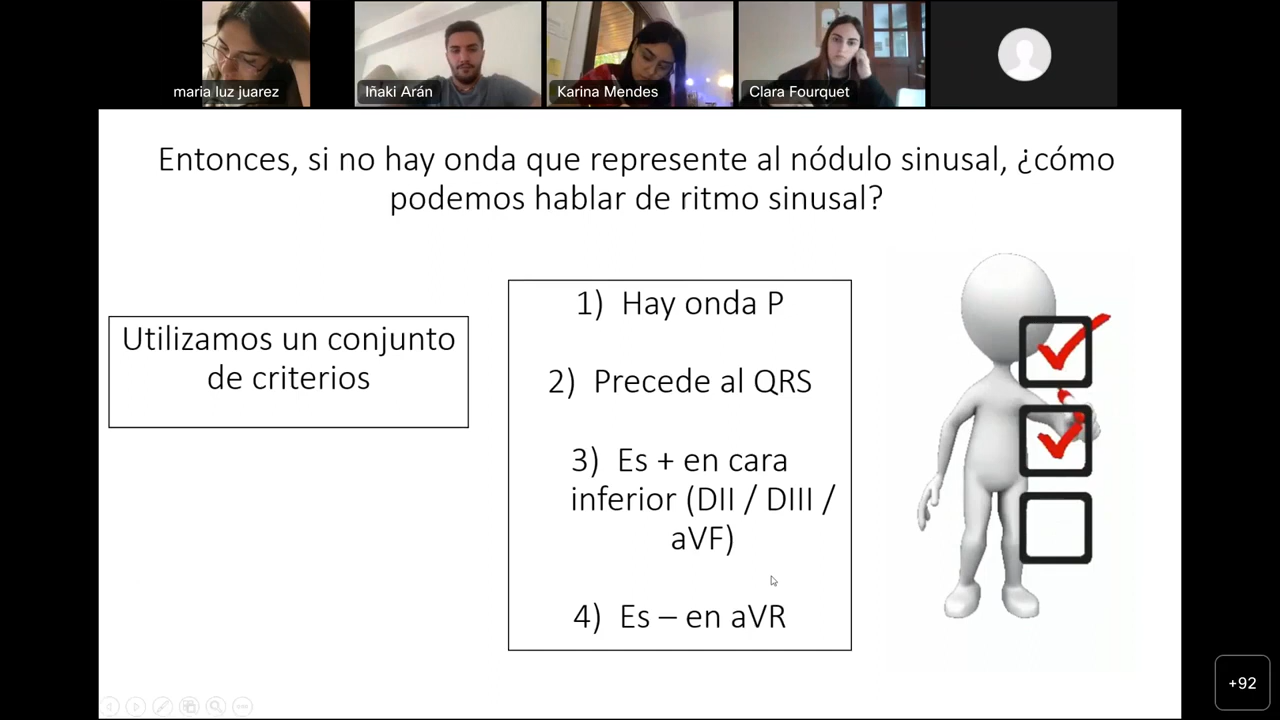 maria luz juarez
Iñaki Arán
Karina Mendes
Clara Fourquet
Entonces, si no hay onda que represente al nódulo sinusal, ¿cómo
podemos hablar de ritmo sinusal?
Utilizamos un conjunto
de criterios
1) Hay onda P
2) Precede al QRS
3) Es + en cara
inferior (DII / DIII /
aVF)
4) Es – en aVR
+92